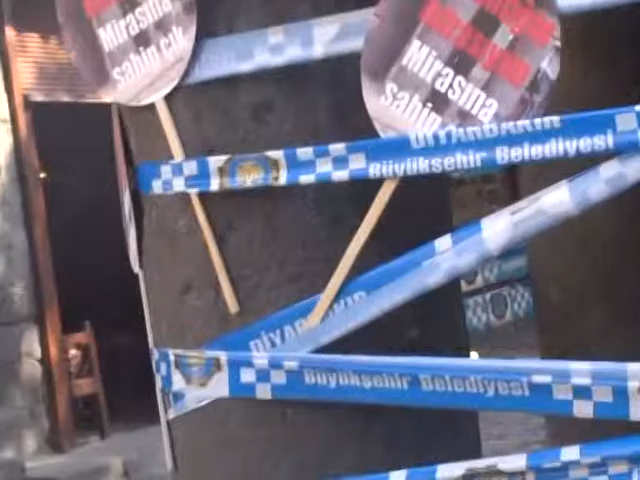 Mirasına
sahip çık
Mirasına
sahip
DİYARBAKIR
Büyükşehir Belediyesi
DİYARBAKIR
Büyükşehir Belediyesi